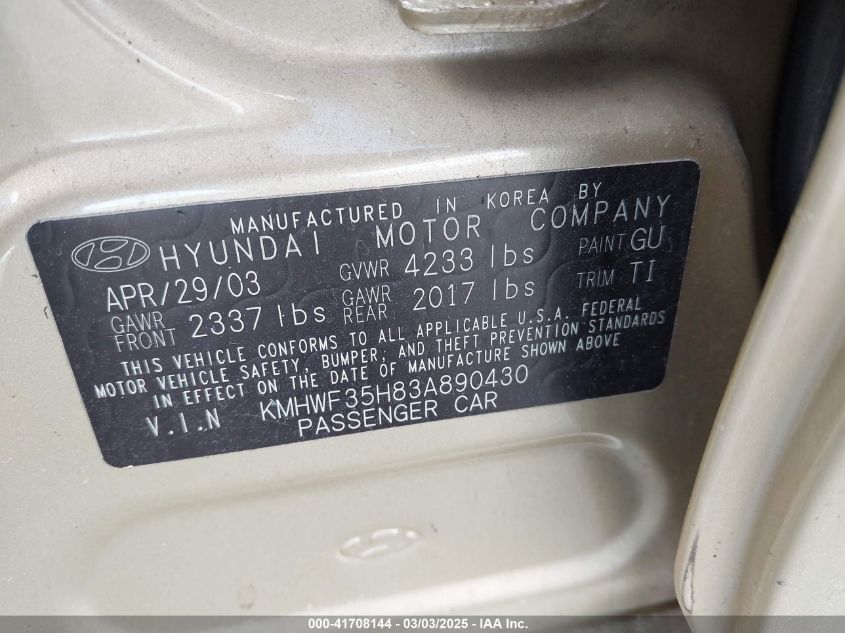 MANUFACTURED IN KOREA BY
HYUNDAI MOTOR COMPANY
APR/29/03 GVWR 4233 lbs PAINT GU
GAWR FRONT 2337 lbs GAWR REAR 2017 lbs TRIM TI
THIS VEHICLE CONFORMS TO ALL APPLICABLE U.S.A. FEDERAL
MOTOR VEHICLE SAFETY, BUMPER, AND THEFT PREVENTION STANDARDS
IN EFFECT ON THE DATE OF MANUFACTURE SHOWN ABOVE
V.I.N KMHWF35H83A890430
PASSENGER CAR
000-41708144 - 03/03/2025 - IAA Inc.